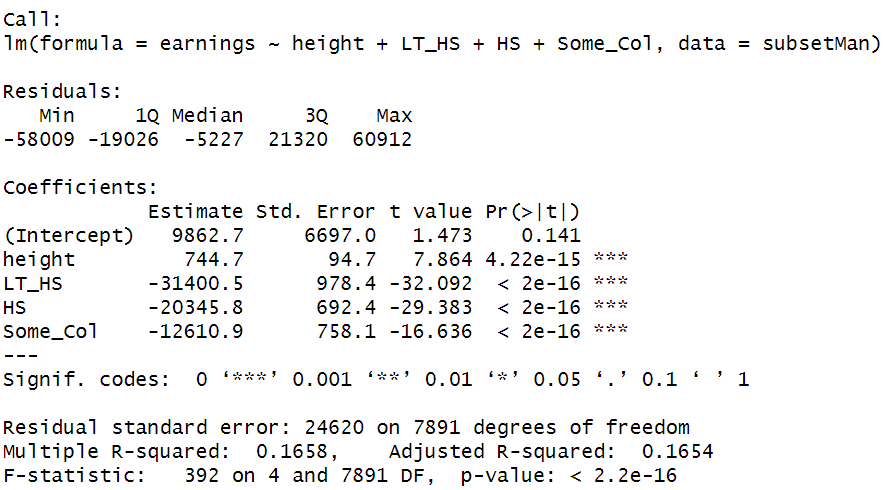 Call:
lm(formula = earnings ~ height + LT_HS + HS + Some_Col, data = subsetMan)
Residuals:
   Min     1Q Median     3Q    Max
-58009 -19026  -5227  21320  60912
Coefficients:
            Estimate Std. Error t value Pr(>|t|)
(Intercept)   9862.7     6697.0   1.473    0.141
height         744.7       94.7   7.864 4.22e-15 ***
LT_HS       -31400.5      978.4 -32.092  < 2e-16 ***
HS          -20345.8      692.4 -29.383  < 2e-16 ***
Some_Col    -12610.9      758.1 -16.636  < 2e-16 ***
---
Signif. codes:  0 ‘***’ 0.001 ‘**’ 0.01 ‘*’ 0.05 ‘.’ 0.1 ‘ ’ 1
Residual standard error: 24620 on 7891 degrees of freedom
Multiple R-squared:  0.1658,    Adjusted R-squared:  0.1654
F-statistic:   392 on 4 and 7891 DF,  p-value: < 2.2e-16